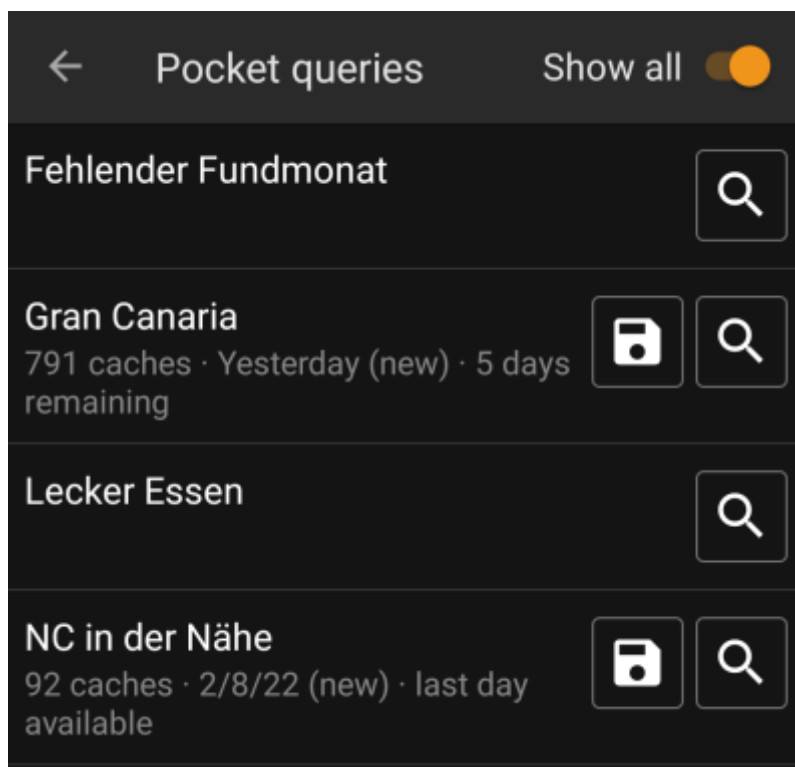 Pocket queries Show all
Fehlender Fundmonat
Gran Canaria
791 caches · Yesterday (new) · 5 days
remaining
Lecker Essen
NC in der Nähe
92 caches · 2/8/22 (new) · last day
available